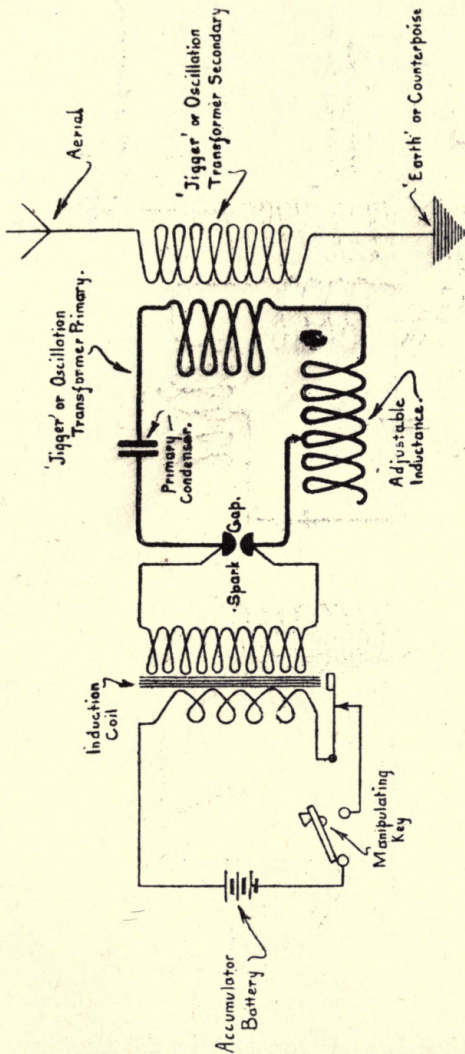 Accumulator
Battery
Manipulating
Key
Induction
Coil
Spark Gap.
Primary
Condenser.
'Jigger' or Oscillation
Transformer Primary.
Adjustable
Inductance.
Aerial
'Jigger' or Oscillation
Transformer Secondary
'Earth' or Counterpoise